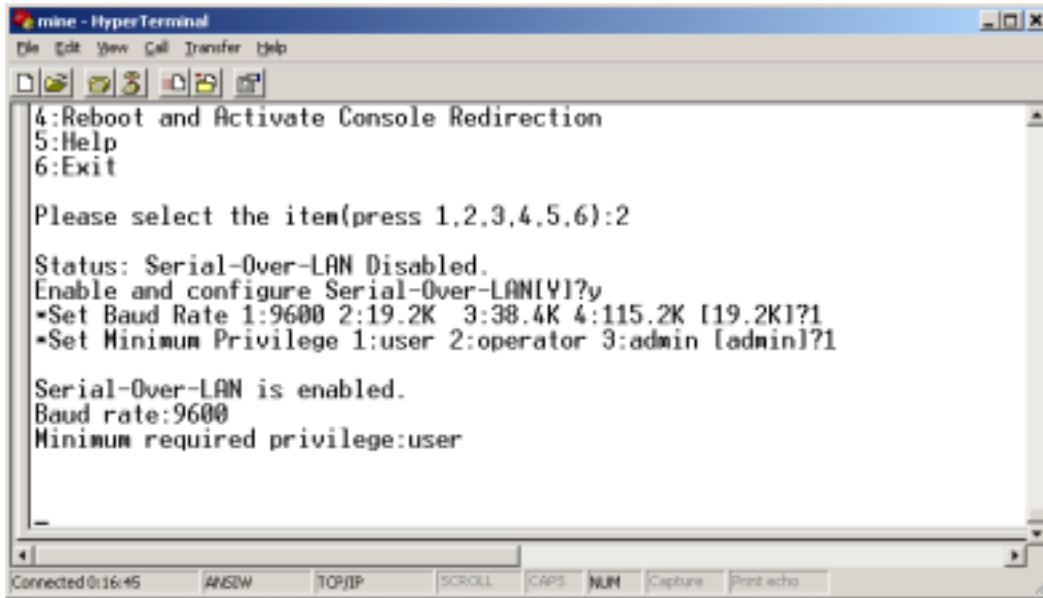 mine - HyperTerminal
File Edit View Call Transfer Help
4:Reboot and Activate Console Redirection
5:Help
6:Exit
Please select the item(press 1,2,3,4,5,6):2
Status: Serial-Over-LAN Disabled.
Enable and configure Serial-Over-LAN[Y]?y
*Set Baud Rate 1:9600 2:19.2K  3:38.4K 4:115.2K [19.2K]?1
*Set Minimum Privilege 1:user 2:operator 3:admin [admin]?1
Serial-Over-LAN is enabled.
Baud rate:9600
Minimum required privilege:user
Connected 0:16:45 ANSIW TCP/IP SCROLL CAPS NUM Capture Print echo